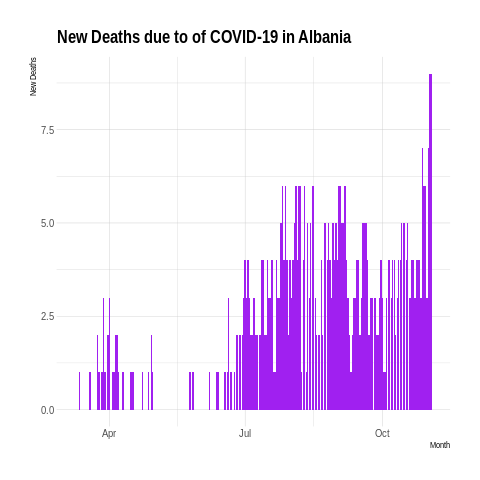 New Deaths due to of COVID-19 in Albania
New Deaths
7.5
5.0
2.5
0.0
Apr Jul Oct
Month